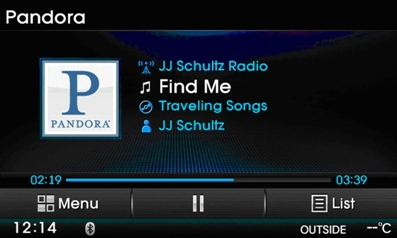 Pandora
JJ Schultz Radio
Find Me
Traveling Songs
JJ Schultz
P
PANDORA
02:19 03:39
Menu List
12:14 OUTSIDE --°C